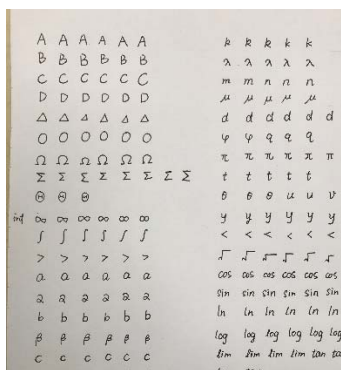 A A A A A A
B B B B B B
C C C C C C
D D D D D D
Δ Δ Δ Δ Δ Δ
O O O O O O
Ω Ω Ω Ω Ω Ω
Σ Σ Σ Σ Σ Σ Σ Σ
Θ Θ Θ
inf ∞ ∞ ∞ ∞ ∞ ∞
∫ ∫ ∫ ∫ ∫ ∫
> > > > > >
a a a a a a
a a a a a a
b b b b b b
β β β β β β
c c c c c c
k k k k k
λ λ λ λ λ
m m n n n
μ μ μ μ μ
d d d d d d
φ φ q q q
π π π π π π
t t t t t
θ θ θ u u v
y y y y y y
< < < < < <
√ √ √ √ √ √
cos cos cos cos cos cos
sin sin sin sin sin sin
ln ln ln ln ln ln
log log log log log log
lim lim lim lim tan ta